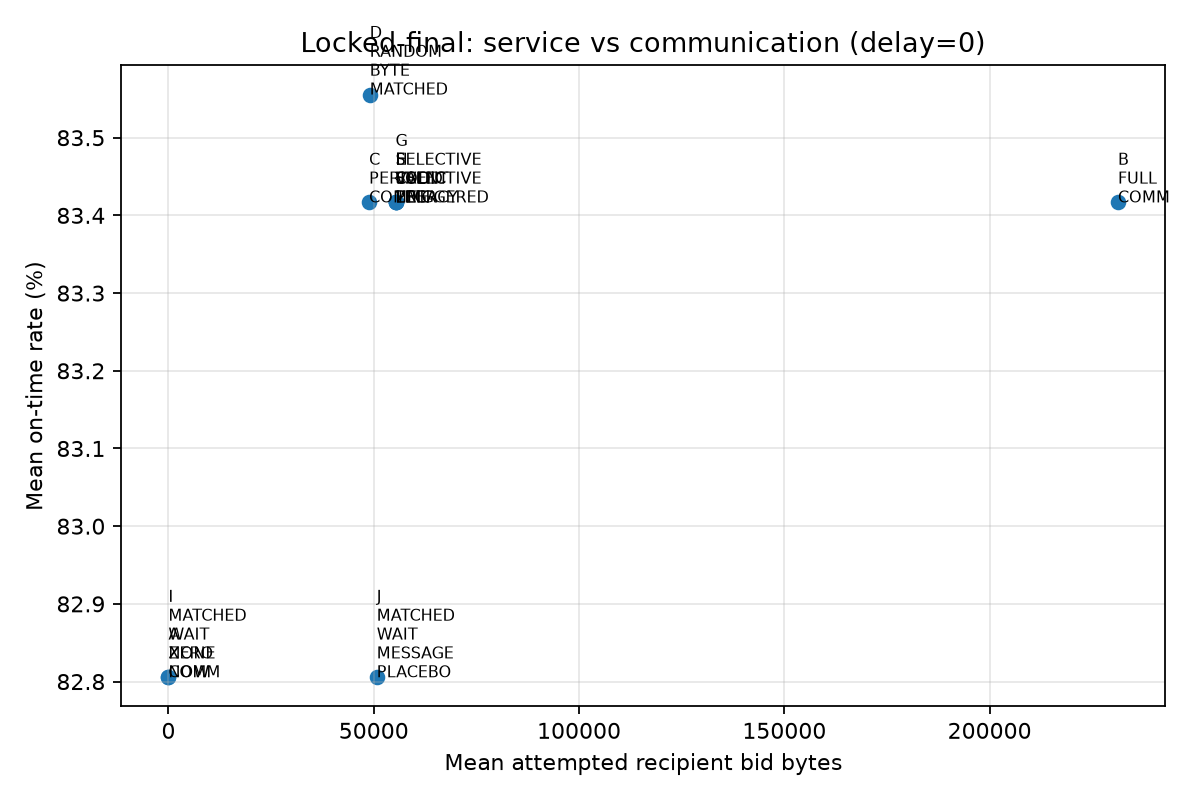 D
Locked-final: service vs communication (delay=0)
RANDOM
BYTE
MATCHED
G
C
SELECTIVE
B
PERIODIC
FULL
COMM
83.5
83.4
83.3
83.2
83.1
83.0
82.9
82.8
Mean on-time rate (%)
I
MATCHED
WAIT
A
ZERO
COMM
J
MATCHED
WAIT
MESSAGE
PLACEBO
0
50000
100000
150000
200000
Mean attempted recipient bid bytes